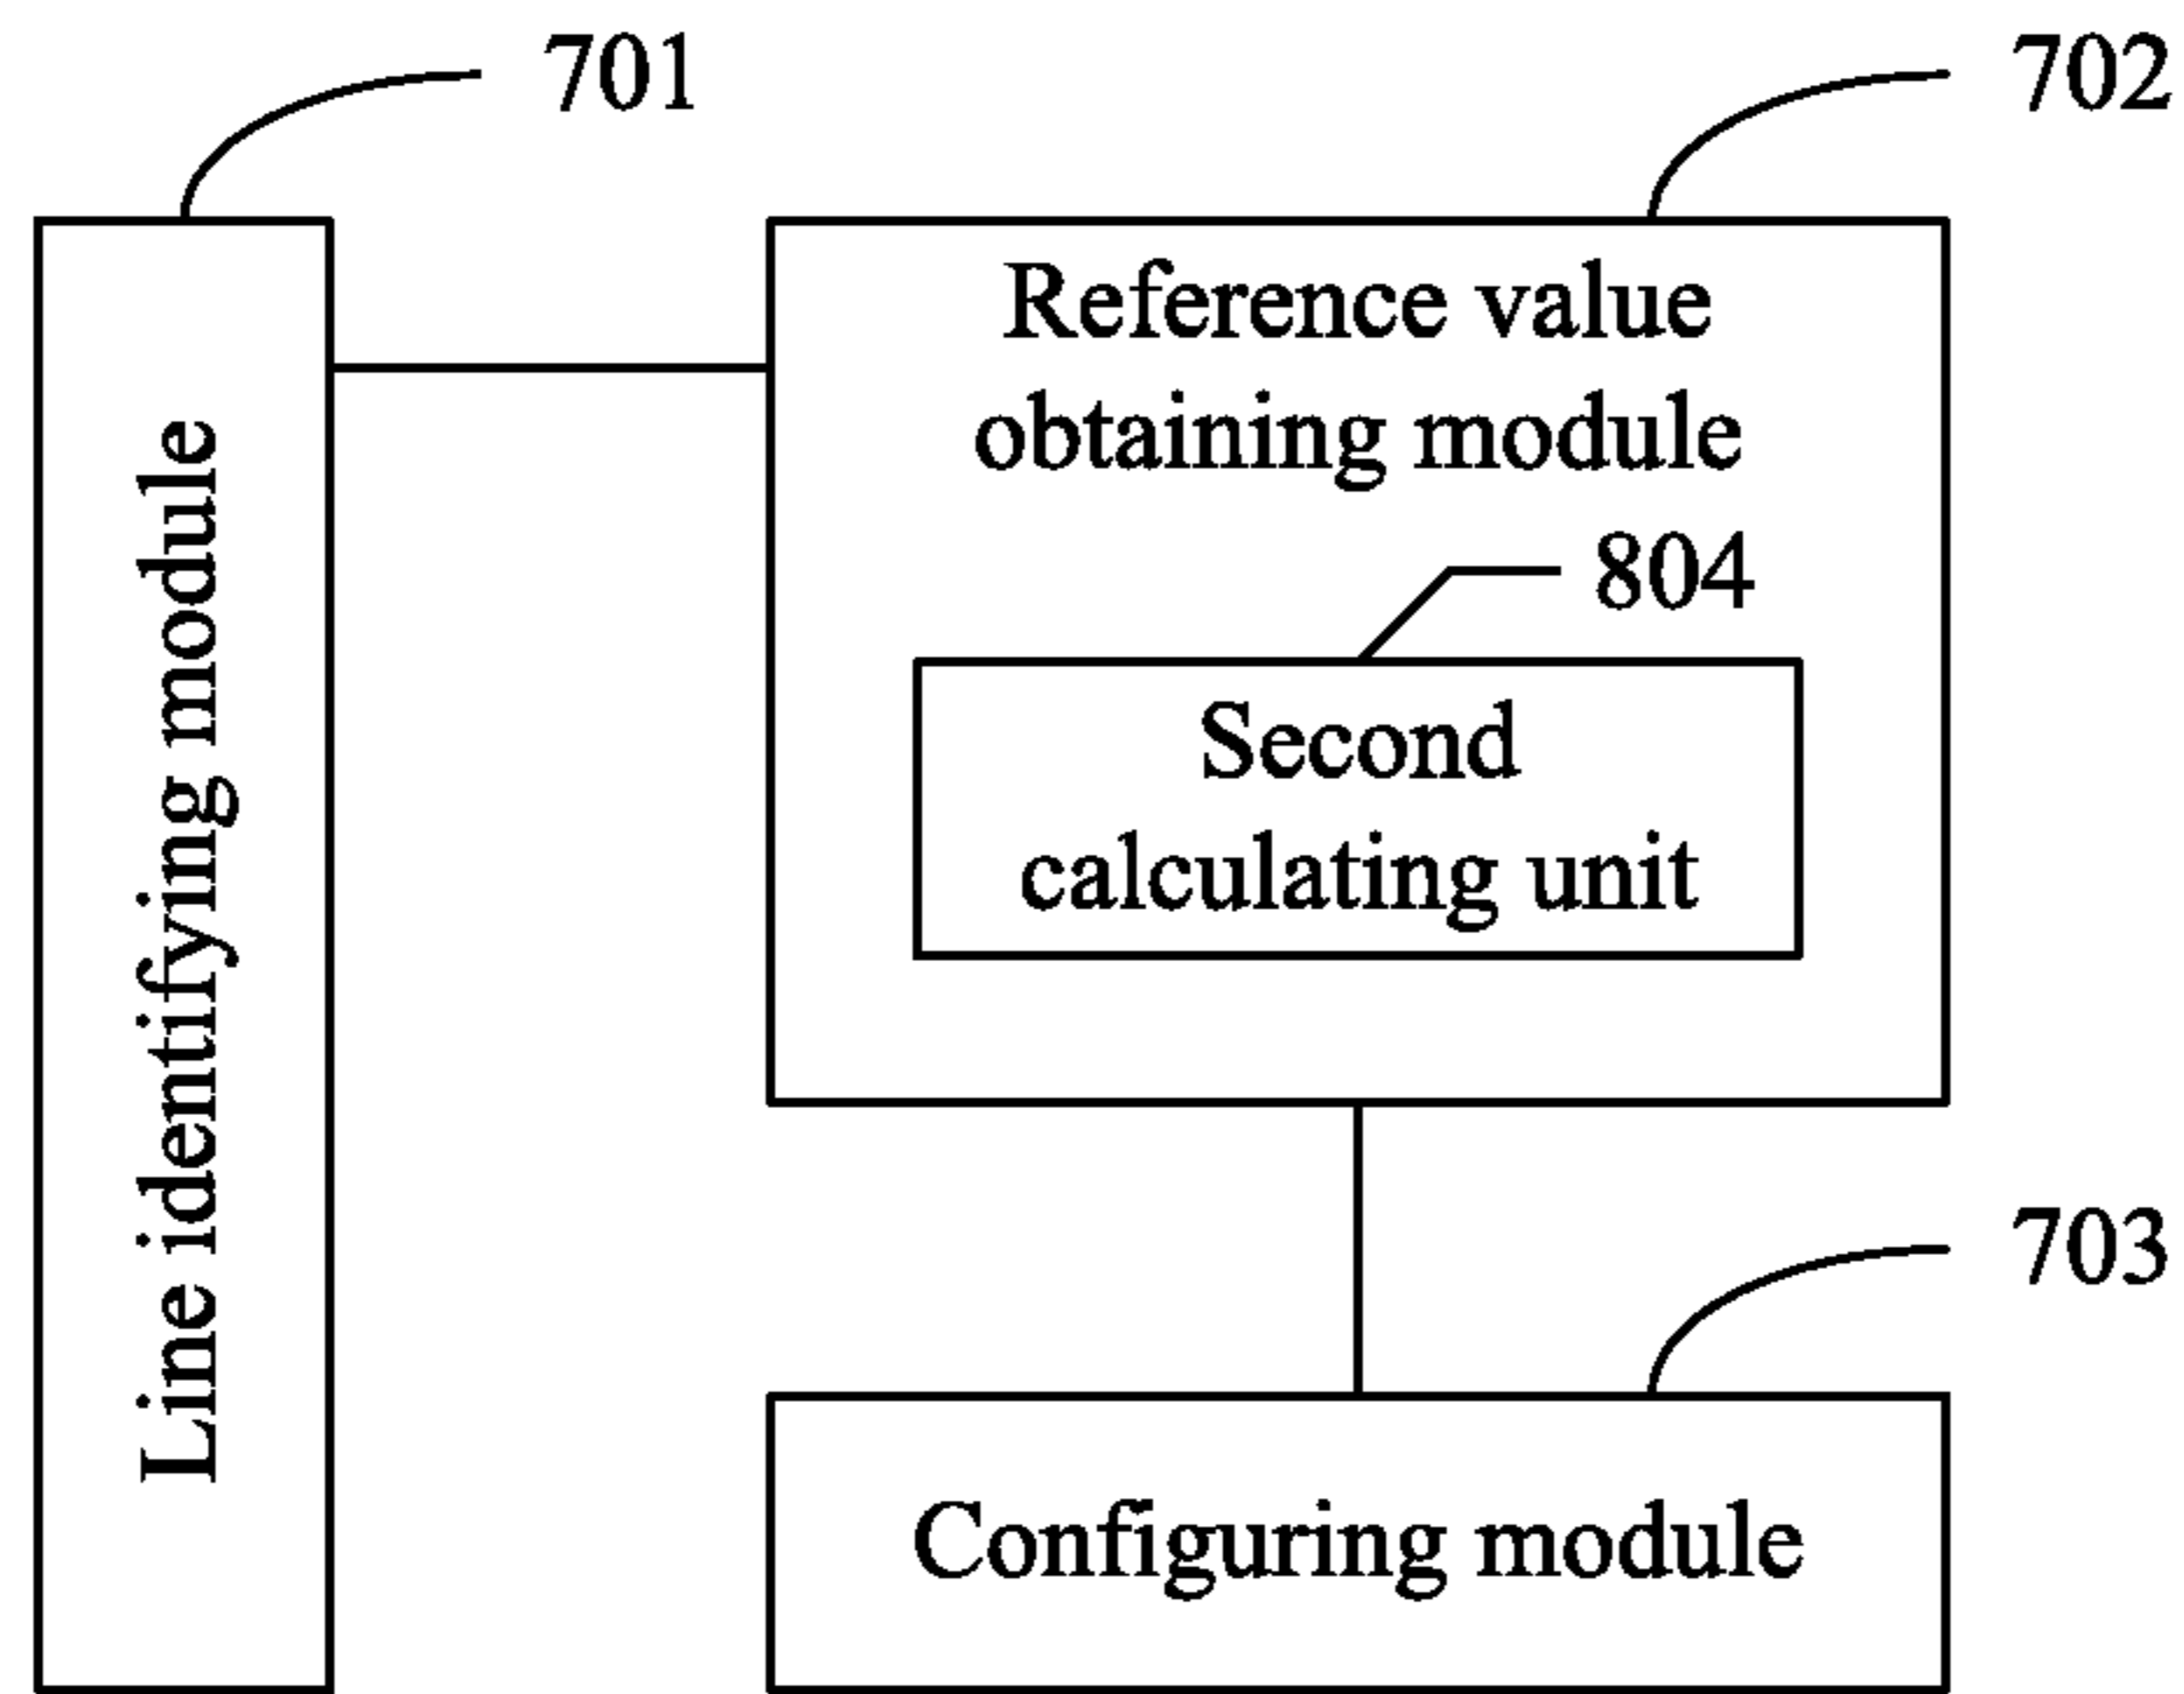 701
702
Line identifying module
Reference value
obtaining module
804
Second
calculating unit
703
Configuring module